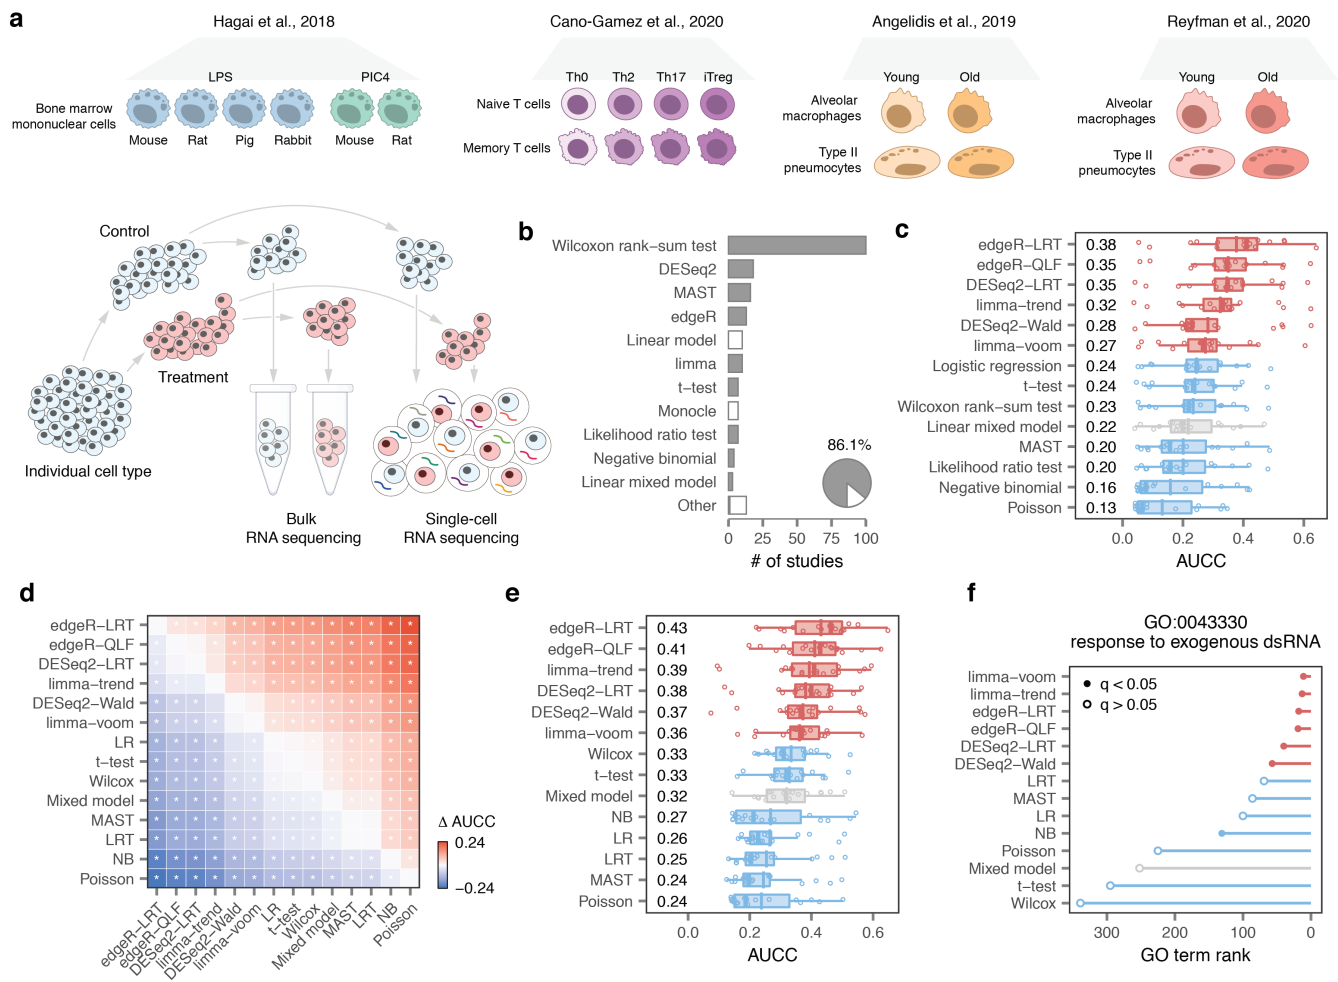 a
Hagai et al., 2018
Cano-Gamez et al., 2020
Angelidis et al., 2019
Reyfman et al., 2020
LPS
PIC4
Bone marrow
mononuclear cells
Mouse
Rat
Pig
Rabbit
Mouse
Rat
Th0
Th2
Th17
iTreg
Naive T cells
Memory T cells
Young
Old
Alveolar
macrophages
Type II
pneumocytes
Young
Old
Alveolar
macrophages
Type II
pneumocytes
Control
Treatment
Individual cell type
Bulk
RNA sequencing
Single-cell
RNA sequencing
b
Wilcoxon rank−sum test
DESeq2
MAST
edgeR
Linear model
limma
t−test
Monocle
Likelihood ratio test
Negative binomial
Linear mixed model
Other
86.1%
0
25
50
75
100
# of studies
c
edgeR−LRT 0.38
edgeR−QLF 0.35
DESeq2−LRT 0.35
limma−trend 0.32
DESeq2−Wald 0.28
limma−voom 0.27
Logistic regression 0.24
t−test 0.24
Wilcoxon rank−sum test 0.23
Linear mixed model 0.22
MAST 0.20
Likelihood ratio test 0.20
Negative binomial 0.16
Poisson 0.13
0.0
0.2
0.4
0.6
AUCC
d
edgeR−LRT
edgeR−QLF
DESeq2−LRT
limma−trend
DESeq2−Wald
limma−voom
LR
t−test
Wilcox
Mixed model
MAST
LRT
NB
Poisson
edgeR−LRT
edgeR−QLF
DESeq2−LRT
limma−trend
DESeq2−Wald
limma−voom
LR
t−test
Wilcox
Mixed model
MAST
LRT
NB
Poisson
Δ AUCC
0.24
−0.24
e
edgeR−LRT 0.43
edgeR−QLF 0.41
limma−trend 0.39
DESeq2−LRT 0.38
DESeq2−Wald 0.37
limma−voom 0.36
Wilcox 0.33
t−test 0.33
Mixed model 0.32
NB 0.27
LR 0.26
LRT 0.25
MAST 0.24
Poisson 0.24
0.0
0.2
0.4
0.6
AUCC
f
GO:0043330
response to exogenous dsRNA
q < 0.05
q > 0.05
limma−voom
limma−trend
edgeR−LRT
edgeR−QLF
DESeq2−LRT
DESeq2−Wald
LRT
MAST
LR
NB
Poisson
Mixed model
t−test
Wilcox
300
200
100
0
GO term rank